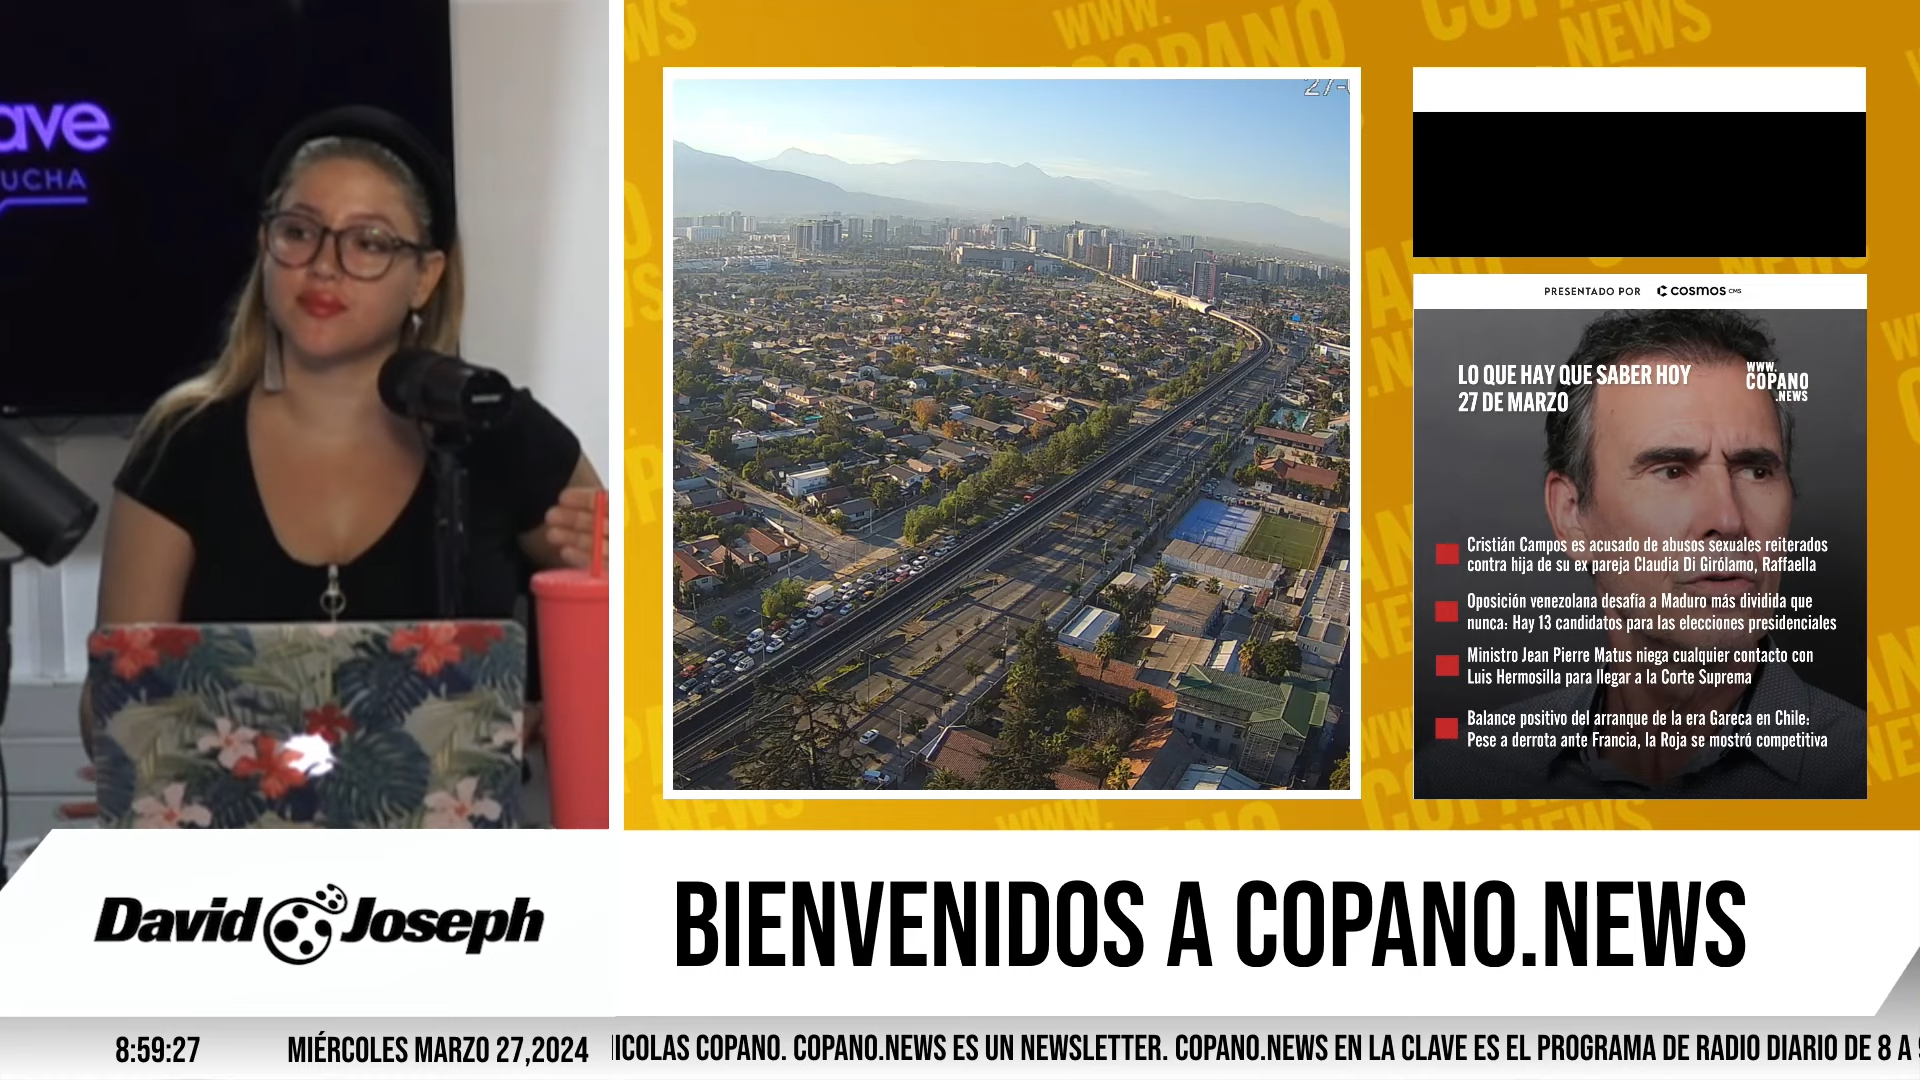 ave
UCHA
27-
PRESENTADO POR COSMOS CMS
LO QUE HAY QUE SABER HOY
27 DE MARZO
WWW.
COPANO
.NEWS
Cristián Campos es acusado de abusos sexuales reiterados
contra hija de su ex pareja Claudia Di Girólamo, Raffaella
Oposición venezolana desafía a Maduro más dividida que
nunca: Hay 13 candidatos para las elecciones presidenciales
Ministro Jean Pierre Matus niega cualquier contacto con
Luis Hermosilla para llegar a la Corte Suprema
Balance positivo del arranque de la era Gareca en Chile:
Pese a derrota ante Francia, la Roja se mostró competitiva
David Joseph
BIENVENIDOS A COPANO.NEWS
8:59:27
MIÉRCOLES MARZO 27,2024
ICOLAS COPANO. COPANO.NEWS ES UN NEWSLETTER. COPANO.NEWS EN LA CLAVE ES EL PROGRAMA DE RADIO DIARIO DE 8 A